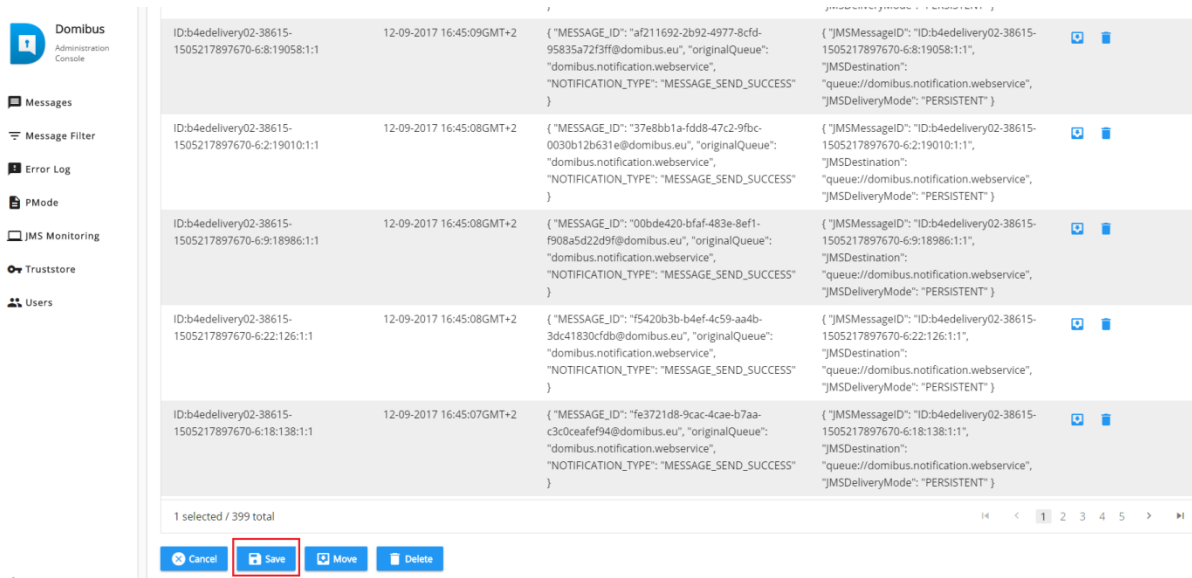 Domibus
Administration
Console
Messages
Message Filter
Error Log
PMode
JMS Monitoring
Truststore
Users
ID:b4edelivery02-38615-
1505217897670-6:8:19058:1:1
12-09-2017 16:45:09GMT+2
{ "MESSAGE_ID": "af211692-2b92-4977-8cfd-
95835a72f3ff@domibus.eu", "originalQueue":
"domibus.notification.webservice",
"NOTIFICATION_TYPE": "MESSAGE_SEND_SUCCESS"
}
{ "JMSMessageID": "ID:b4edelivery02-38615-
1505217897670-6:8:19058:1:1",
"JMSDestination":
"queue://domibus.notification.webservice",
"JMSDeliveryMode": "PERSISTENT" }
ID:b4edelivery02-38615-
1505217897670-6:2:19010:1:1
12-09-2017 16:45:08GMT+2
{ "MESSAGE_ID": "37e8bb1a-fdd8-47c2-9fbc-
0030b12b631e@domibus.eu", "originalQueue":
"domibus.notification.webservice",
"NOTIFICATION_TYPE": "MESSAGE_SEND_SUCCESS"
}
{ "JMSMessageID": "ID:b4edelivery02-38615-
1505217897670-6:2:19010:1:1",
"JMSDestination":
"queue://domibus.notification.webservice",
"JMSDeliveryMode": "PERSISTENT" }
ID:b4edelivery02-38615-
1505217897670-6:9:18986:1:1
12-09-2017 16:45:08GMT+2
{ "MESSAGE_ID": "00bde420-bfaf-483e-8ef1-
f908a5d22d9f@domibus.eu", "originalQueue":
"domibus.notification.webservice",
"NOTIFICATION_TYPE": "MESSAGE_SEND_SUCCESS"
}
{ "JMSMessageID": "ID:b4edelivery02-38615-
1505217897670-6:9:18986:1:1",
"JMSDestination":
"queue://domibus.notification.webservice",
"JMSDeliveryMode": "PERSISTENT" }
ID:b4edelivery02-38615-
1505217897670-6:22:126:1:1
12-09-2017 16:45:08GMT+2
{ "MESSAGE_ID": "f5420b3b-b4ef-4c59-aa4b-
3dc41830cfdb@domibus.eu", "originalQueue":
"domibus.notification.webservice",
"NOTIFICATION_TYPE": "MESSAGE_SEND_SUCCESS"
}
{ "JMSMessageID": "ID:b4edelivery02-38615-
1505217897670-6:22:126:1:1",
"JMSDestination":
"queue://domibus.notification.webservice",
"JMSDeliveryMode": "PERSISTENT" }
ID:b4edelivery02-38615-
1505217897670-6:18:138:1:1
12-09-2017 16:45:07GMT+2
{ "MESSAGE_ID": "fe3721d8-9cac-4cae-b7aa-
c3c0ceafef94@domibus.eu", "originalQueue":
"domibus.notification.webservice",
"NOTIFICATION_TYPE": "MESSAGE_SEND_SUCCESS"
}
{ "JMSMessageID": "ID:b4edelivery02-38615-
1505217897670-6:18:138:1:1",
"JMSDestination":
"queue://domibus.notification.webservice",
"JMSDeliveryMode": "PERSISTENT" }
1 selected / 399 total
1 2 3 4 5
Cancel
Save
Move
Delete